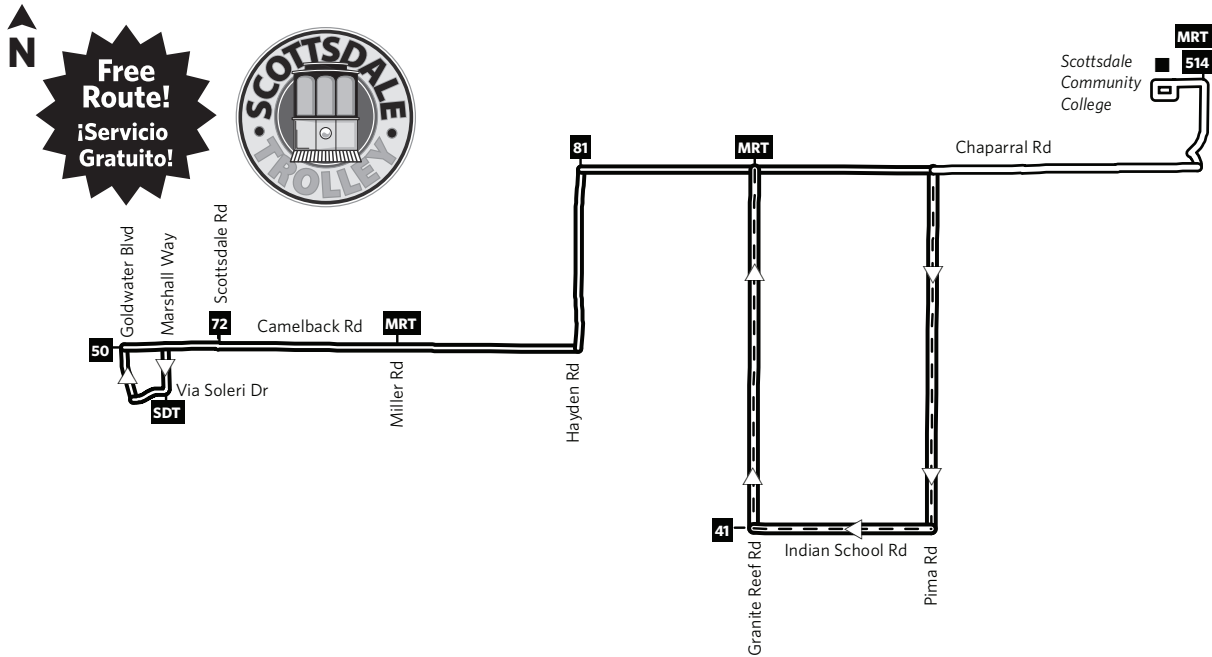 N
Free
Route!
¡Servicio
Gratuito!
SCOTTSDALE
TROLLEY
MRT
514
Scottsdale
Community
College
Chaparral Rd
81
MRT
Goldwater Blvd
Marshall Way
Scottsdale Rd
72
Camelback Rd
MRT
50
Via Soleri Dr
SDT
Miller Rd
Hayden Rd
41
Indian School Rd
Granite Reef Rd
Pima Rd